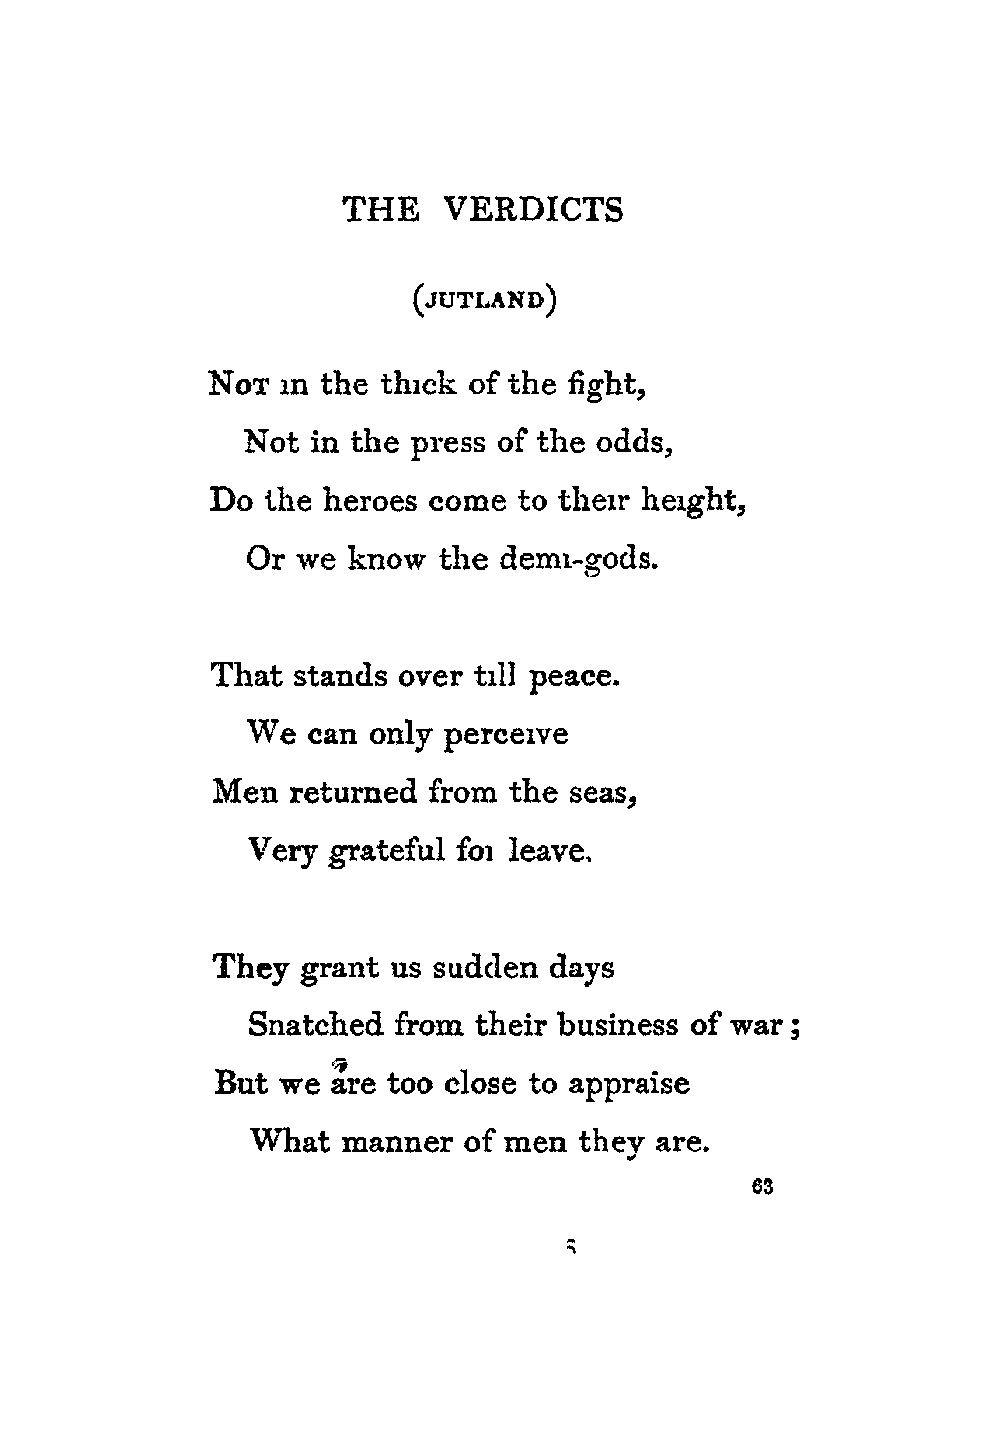 THE VERDICTS
(JUTLAND)
NOT in the thick of the fight,
Not in the press of the odds,
Do the heroes come to their height,
Or we know the demi-gods.
That stands over till peace.
We can only perceive
Men returned from the seas,
Very grateful for leave.
They grant us sudden days
Snatched from their business of war;
But we are too close to appraise
What manner of men they are.
63